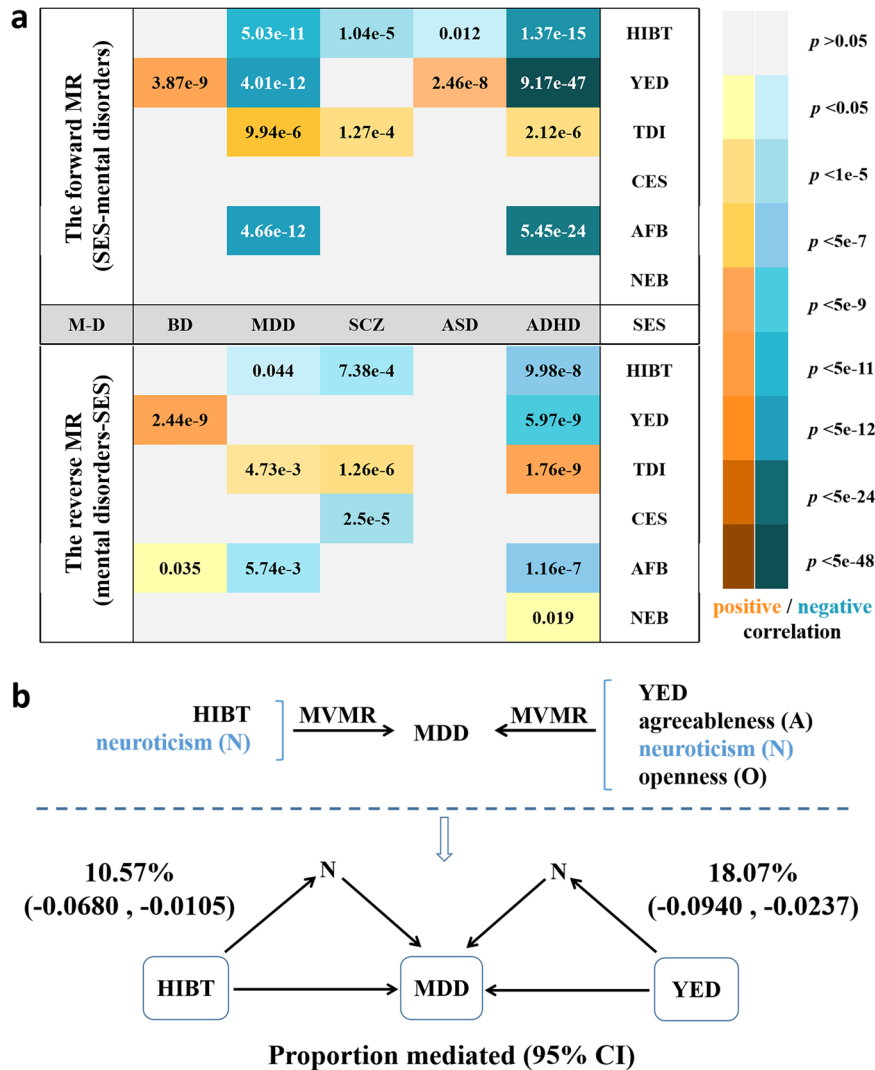 a
The forward MR
(SES-mental disorders)
5.03e-11 1.04e-5 0.012 1.37e-15 HIBT
3.87e-9 4.01e-12 2.46e-8 9.17e-47 YED
9.94e-6 1.27e-4 2.12e-6 TDI
CES
4.66e-12 5.45e-24 AFB
NEB
M-D BD MDD SCZ ASD ADHD SES
The reverse MR
(mental disorders-SES)
0.044 7.38e-4 9.98e-8 HIBT
2.44e-9 5.97e-9 YED
4.73e-3 1.26e-6 1.76e-9 TDI
2.5e-5 CES
0.035 5.74e-3 1.16e-7 AFB
0.019 NEB
p >0.05
p <0.05
p <1e-5
p <5e-7
p <5e-9
p <5e-11
p <5e-12
p <5e-24
p <5e-48
positive / negative
correlation
b
HIBT
neuroticism (N)
MVMR
MDD
MVMR
YED
agreeableness (A)
neuroticism (N)
openness (O)
10.57%
(-0.0680 , -0.0105)
N
N
18.07%
(-0.0940 , -0.0237)
HIBT
MDD
YED
Proportion mediated (95% CI)